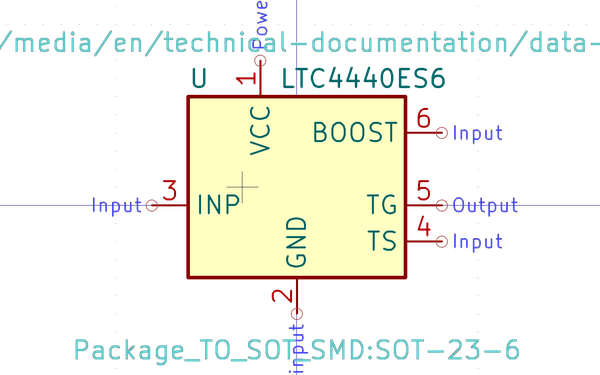 Powe
/media/en/technical-documentation/data-
1
U LTC4440ES6
VCC
BOOST 6 Input
Input 3 INP
TG 5 Output
TS 4 Input
GND
2
input
Package_TO_SOT_SMD:SOT-23-6